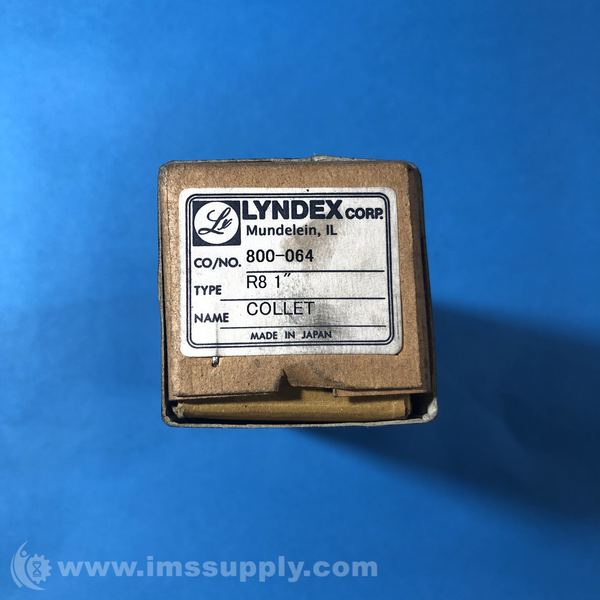 LYNDEX CORP.
Mundelein, IL
CO/NO. 800-064
TYPE R8 1"
NAME COLLET
MADE IN JAPAN
www.imssupply.com